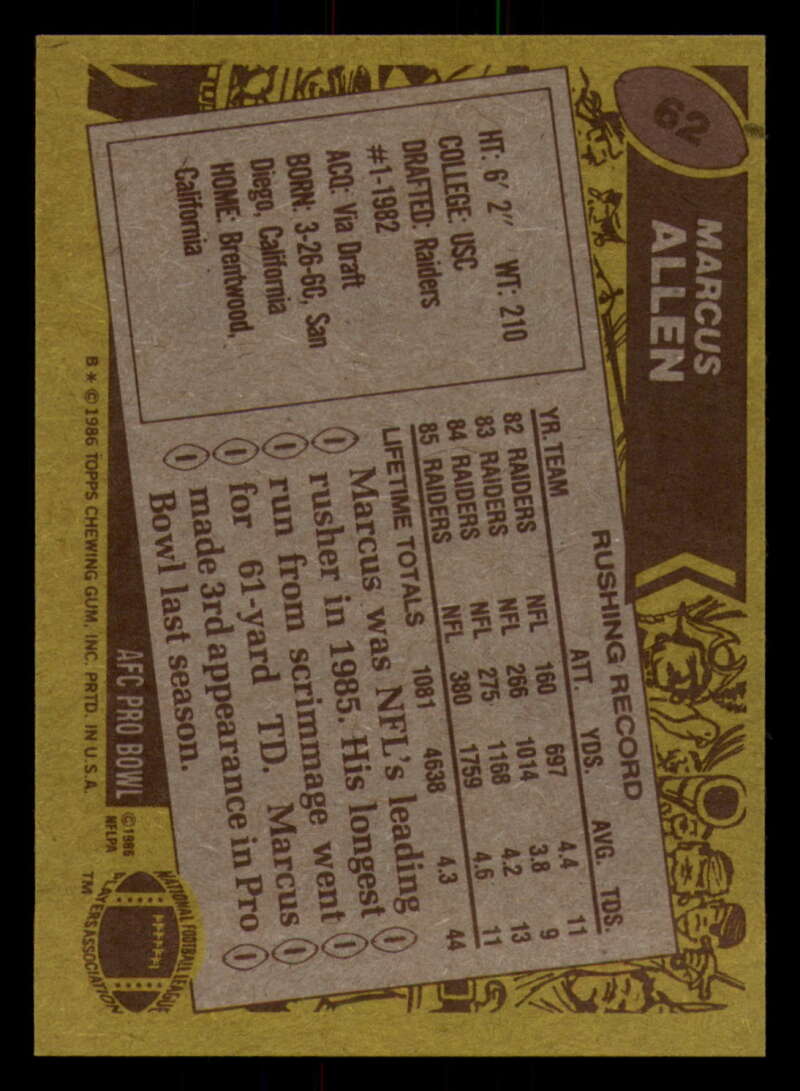 62
MARCUS
ALLEN
HT: 6' 2" WT: 210
COLLEGE: USC
DRAFTED: Raiders
#1-1982
ACQ: Via Draft
BORN: 3-26-60, San
Diego, California
HOME: Brentwood,
California
RUSHING RECORD
YR. TEAM ATT. YDS. AVG. TDS.
82 RAIDERS NFL 160 697 4.4 11
83 RAIDERS NFL 266 1014 3.8 9
84 RAIDERS NFL 275 1168 4.2 13
85 RAIDERS NFL 380 1759 4.6 11
LIFETIME TOTALS 1081 4638 4.3 44
Marcus was NFL's leading
rusher in 1985. His longest
run from scrimmage went
for 61-yard TD. Marcus
made 3rd appearance in Pro
Bowl last season.
AFC PRO BOWL
©1986
NFLPA
NATIONAL FOOTBALL LEAGUE
PLAYERS ASSOCIATION
TM
B * © 1986 TOPPS CHEWING GUM, INC. PRTD. IN U.S.A.